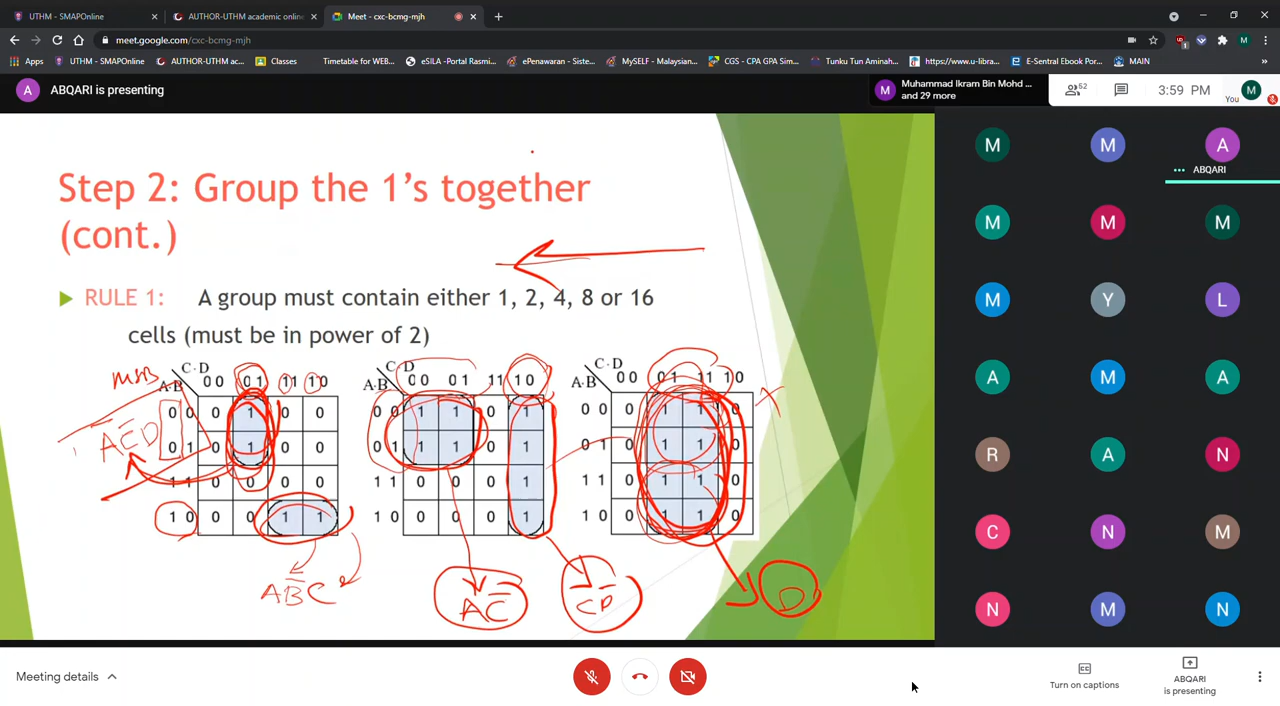 UTHM - SMAPOnline
AUTHOR-UTHM academic online
Meet - cxc-bcmg-mjh
meet.google.com/cxc-bcmg-mjh
Apps
UTHM - SMAPOnline
AUTHOR-UTHM ac...
Classes
Timetable for WEB...
eSILA -Portal Rasmi...
ePenawaran - Siste...
MySELF - Malaysian...
CGS - CPA GPA Sim...
Tunku Tun Aminah...
https://www.u-libra...
E-Sentral Ebook Por...
MAIN
»
A ABQARI is presenting
M Muhammad Ikram Bin Mohd ...
and 29 more
52
3:59 PM
You M
Step 2: Group the 1's together
(cont.)
RULE 1: A group must contain either 1, 2, 4, 8 or 16
cells (must be in power of 2)
MSB
C·D
A·B
00 01 11 10
00 0 1 0 0
01 0 1 0 0
11 0 0 0 0
10 0 0 1 1
C·D
A·B
00 01 11 10
00 1 1 0 1
01 1 1 0 1
11 0 0 0 1
10 0 0 0 1
C·D
A·B
00 01 11 10
00 0 1 1 0
01 0 1 1 0
11 0 1 1 0
10 0 1 1 0
X
A̅C̅D
AB̅C
A̅C̅
CD̅
D
M M A
ABQARI
M M M
M Y L
A M A
R A N
C N M
N M N
Meeting details
Turn on captions
ABQARI
is presenting